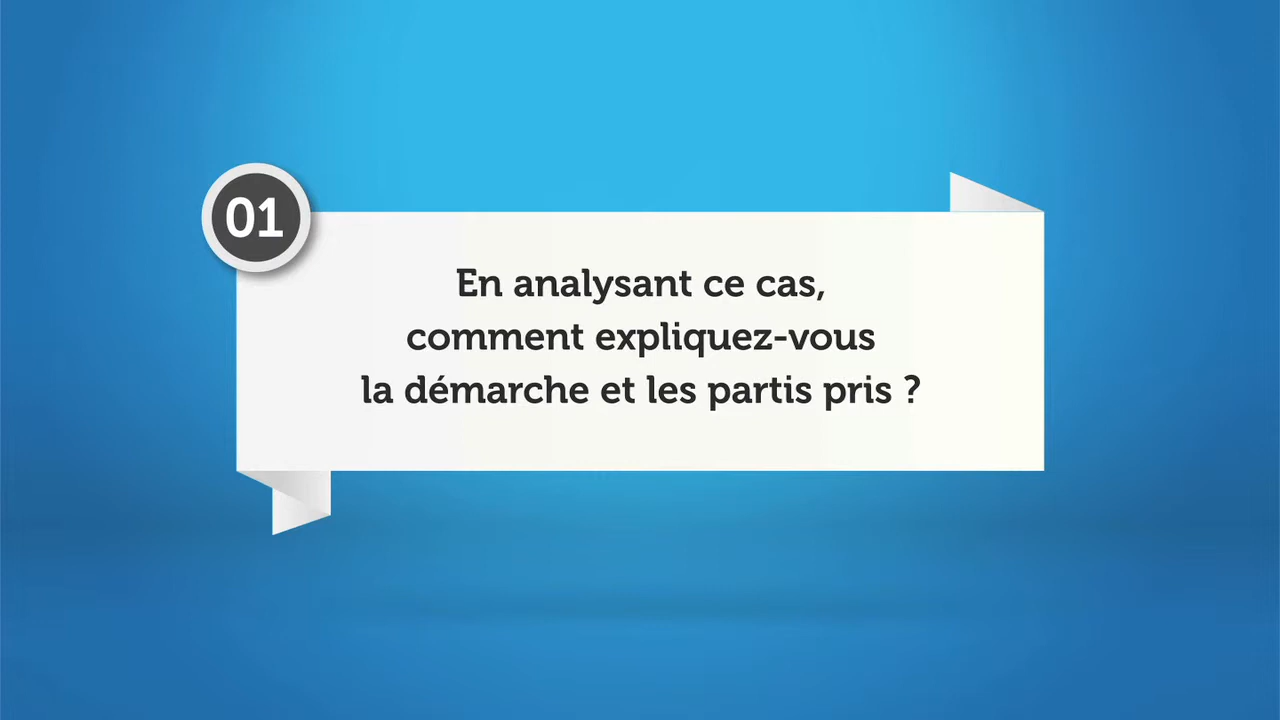 01
En analysant ce cas,
comment expliquez-vous
la démarche et les partis pris ?